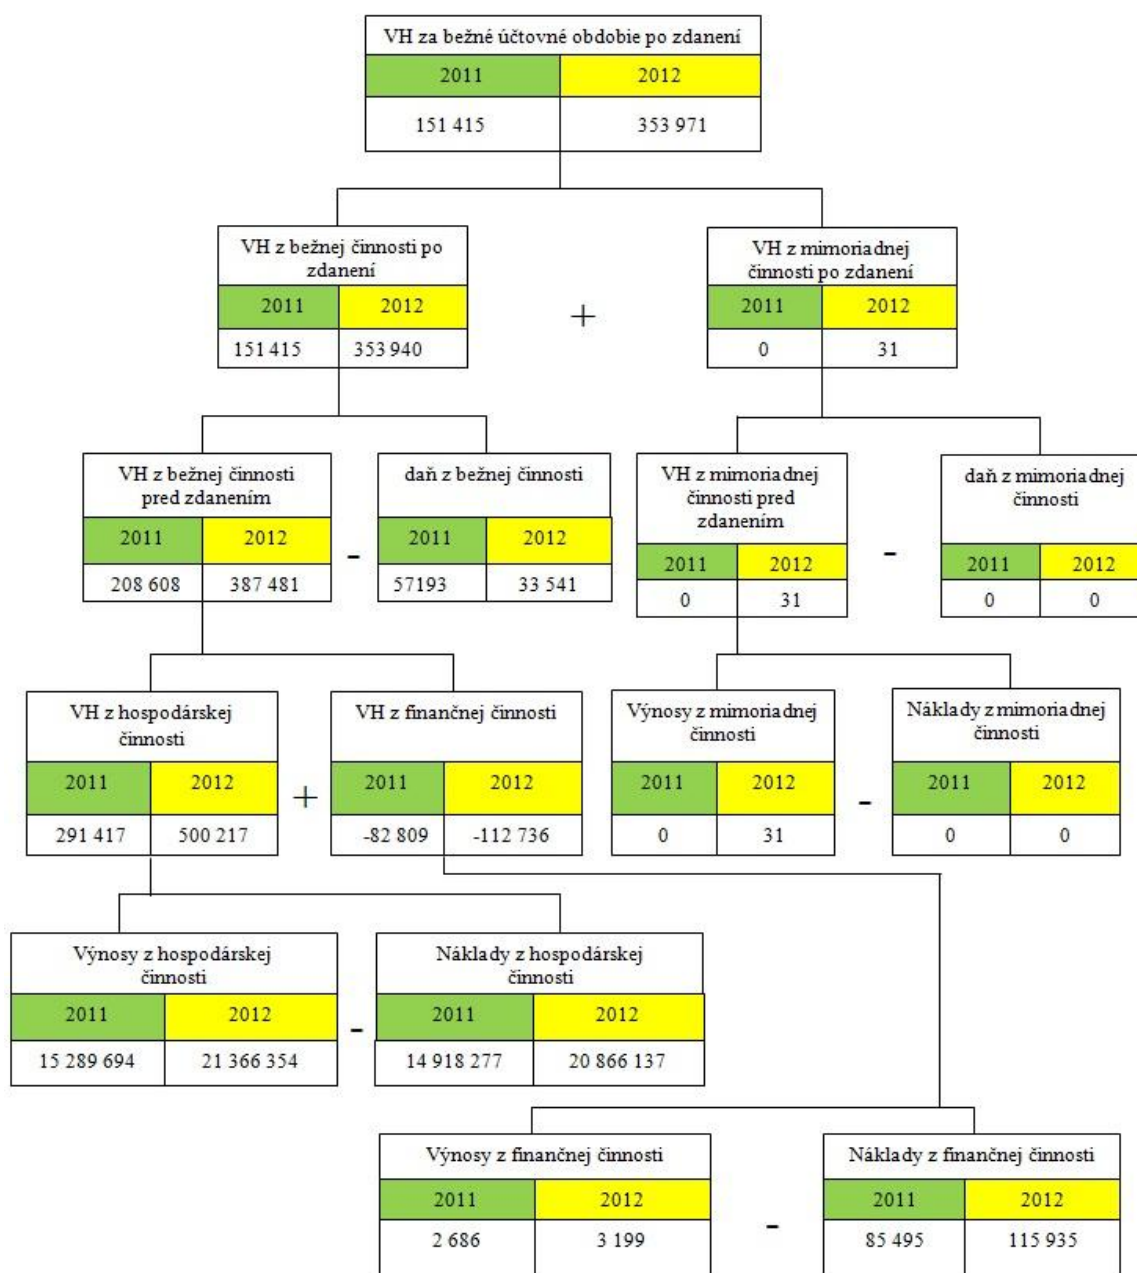 VH za bežné účtovné obdobie po zdanení
2011 2012
151 415 353 971
VH z bežnej činnosti po
zdanení
2011 2012
151 415 353 940
+
VH z mimoriadnej
činnosti po zdanení
2011 2012
0 31
VH z bežnej činnosti
pred zdanením
2011 2012
208 608 387 481
-
daň z bežnej činnosti
2011 2012
57193 33 541
VH z mimoriadnej
činnosti pred
zdanením
2011 2012
0 31
-
daň z mimoriadnej
činnosti
2011 2012
0 0
VH z hospodárskej
činnosti
2011 2012
291 417 500 217
+
VH z finančnej činnosti
2011 2012
-82 809 -112 736
Výnosy z mimoriadnej
činnosti
2011 2012
0 31
-
Náklady z mimoriadnej
činnosti
2011 2012
0 0
Výnosy z hospodárskej
činnosti
2011 2012
15 289 694 21 366 354
-
Náklady z hospodárskej
činnosti
2011 2012
14 918 277 20 866 137
Výnosy z finančnej činnosti
2011 2012
2 686 3 199
-
Náklady z finančnej činnosti
2011 2012
85 495 115 935